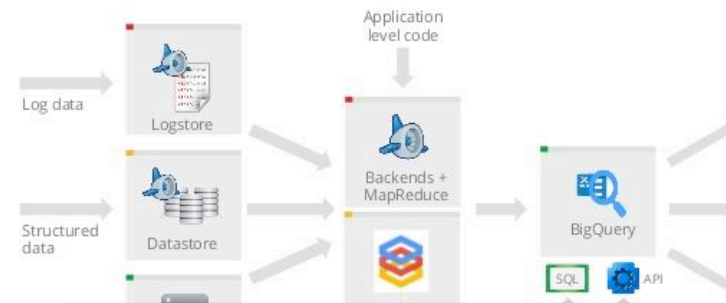 Application
level code
Log data
Logstore
Backends +
MapReduce
Structured
data
Datastore
BigQuery
SQL
API